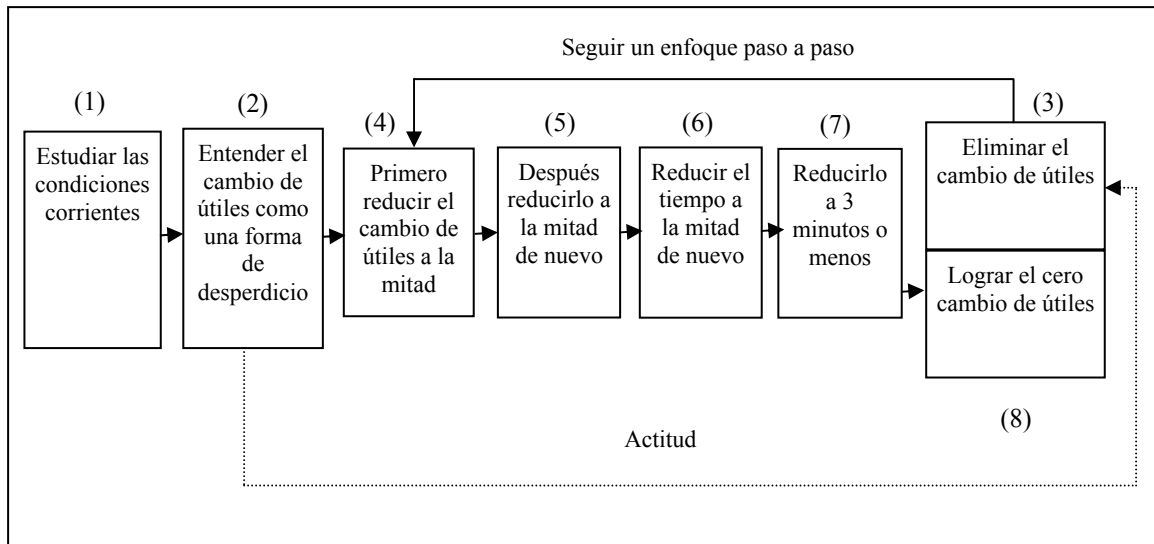 Seguir un enfoque paso a paso
(1)
Estudiar las
condiciones
corrientes
(2)
Entender el
cambio de
útiles como
una forma
de
desperdicio
(4)
Primero
reducir el
cambio de
útiles a la
mitad
(5)
Después
reducirlo a
la mitad
de nuevo
(6)
Reducir el
tiempo a
la mitad
de nuevo
(7)
Reducirlo
a 3
minutos o
menos
(3)
Eliminar el
cambio de útiles
Lograr el cero
cambio de útiles
(8)
Actitud